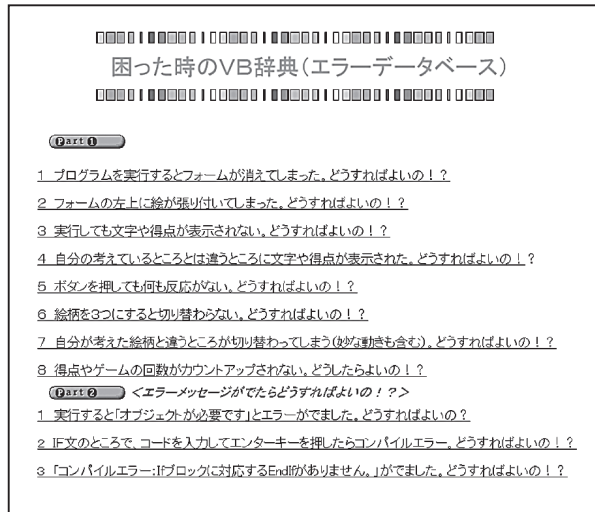 困った時のVB辞典(エラーデータベース)
Part 1
1 プログラムを実行するとフォームが消えてしまった。どうすればよいの！？
2 フォームの左上に絵が張り付いてしまった。どうすればよいの！？
3 実行しても文字や得点が表示されない。どうすればよいの！？
4 自分の考えているところとは違うところに文字や得点が表示された。どうすればよいの！？
5 ボタンを押しても何も反応がない。どうすればよいの！？
6 絵柄を3つにすると切り替わらない。どうすればよいの！？
7 自分が考えた絵柄と違うところが切り替わってしまう(妙な動きも含む)。どうすればよいの！？
8 得点やゲームの回数がカウントアップされない。どうしたらよいの！？
Part 2 <エラーメッセージがでたらどうすればよいの！？>
1 実行すると「オブジェクトが必要です」とエラーがでました。どうすればよいの？
2 IF文のところで、コードを入力してエンターキーを押したらコンパイルエラー。どうすればよいの！？
3 「コンパイルエラー:Ifブロックに対応するEndIfがありません。」がでました。どうすればよいの！？